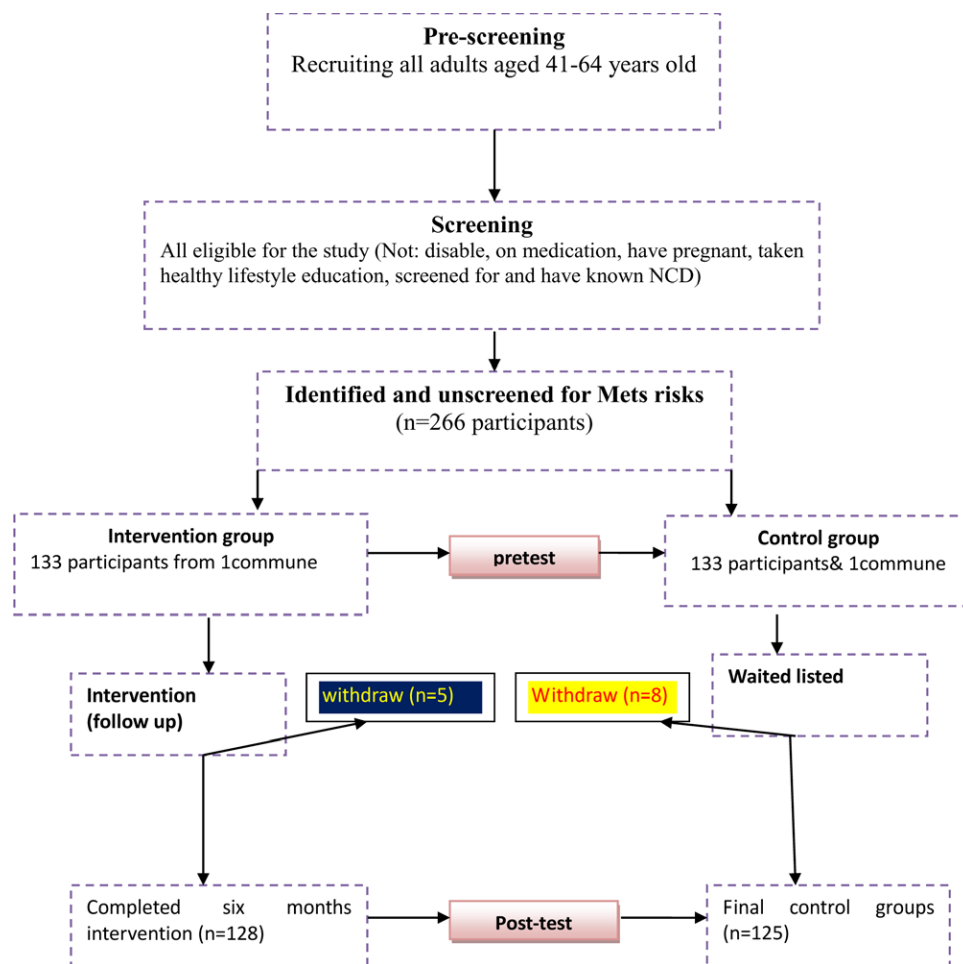 Pre-screening
Recruiting all adults aged 41-64 years old
Screening
All eligible for the study (Not: disable, on medication, have pregnant, taken
healthy lifestyle education, screened for and have known NCD)
Identified and unscreened for Mets risks
(n=266 participants)
Intervention group
133 participants from 1commune
pretest
Control group
133 participants& 1commune
Intervention
(follow up)
withdraw (n=5)
Withdraw (n=8)
Waited listed
Completed six months
intervention (n=128)
Post-test
Final control groups
(n=125)